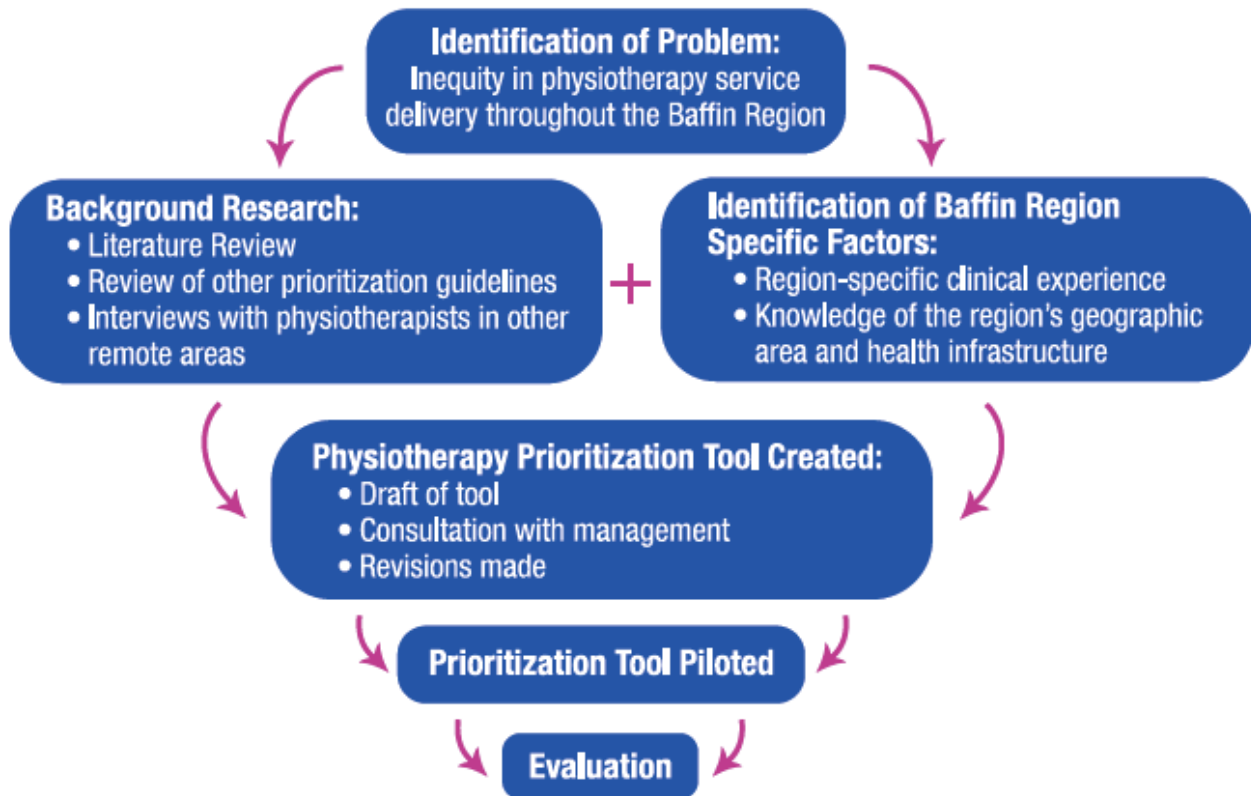 Identification of Problem:
Inequity in physiotherapy service
delivery throughout the Baffin Region
Background Research:
• Literature Review
• Review of other prioritization guidelines
• Interviews with physiotherapists in other
remote areas
+
Identification of Baffin Region
Specific Factors:
• Region-specific clinical experience
• Knowledge of the region's geographic
area and health infrastructure
Physiotherapy Prioritization Tool Created:
• Draft of tool
• Consultation with management
• Revisions made
Prioritization Tool Piloted
Evaluation